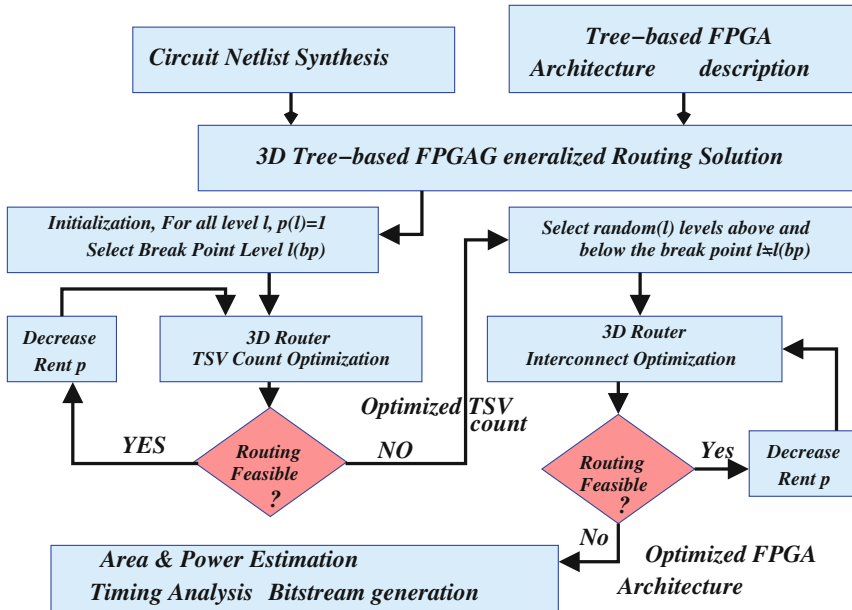 Circuit Netlist Synthesis
Tree-based FPGA
Architecture description
3D Tree-based FPGAG eneralized Routing Solution
Initialization, For all level l, p(l)=1
Select Break Point Level l(bp)
Select random(l) levels above and
below the break point l≠l(bp)
Decrease
Rent p
3D Router
TSV Count Optimization
3D Router
Interconnect Optimization
Optimized TSV
count
YES
Routing
Feasible
?
NO
Routing
Feasible
?
Yes
Decrease
Rent p
No
Area & Power Estimation
Timing Analysis Bitstream generation
Optimized FPGA
Architecture